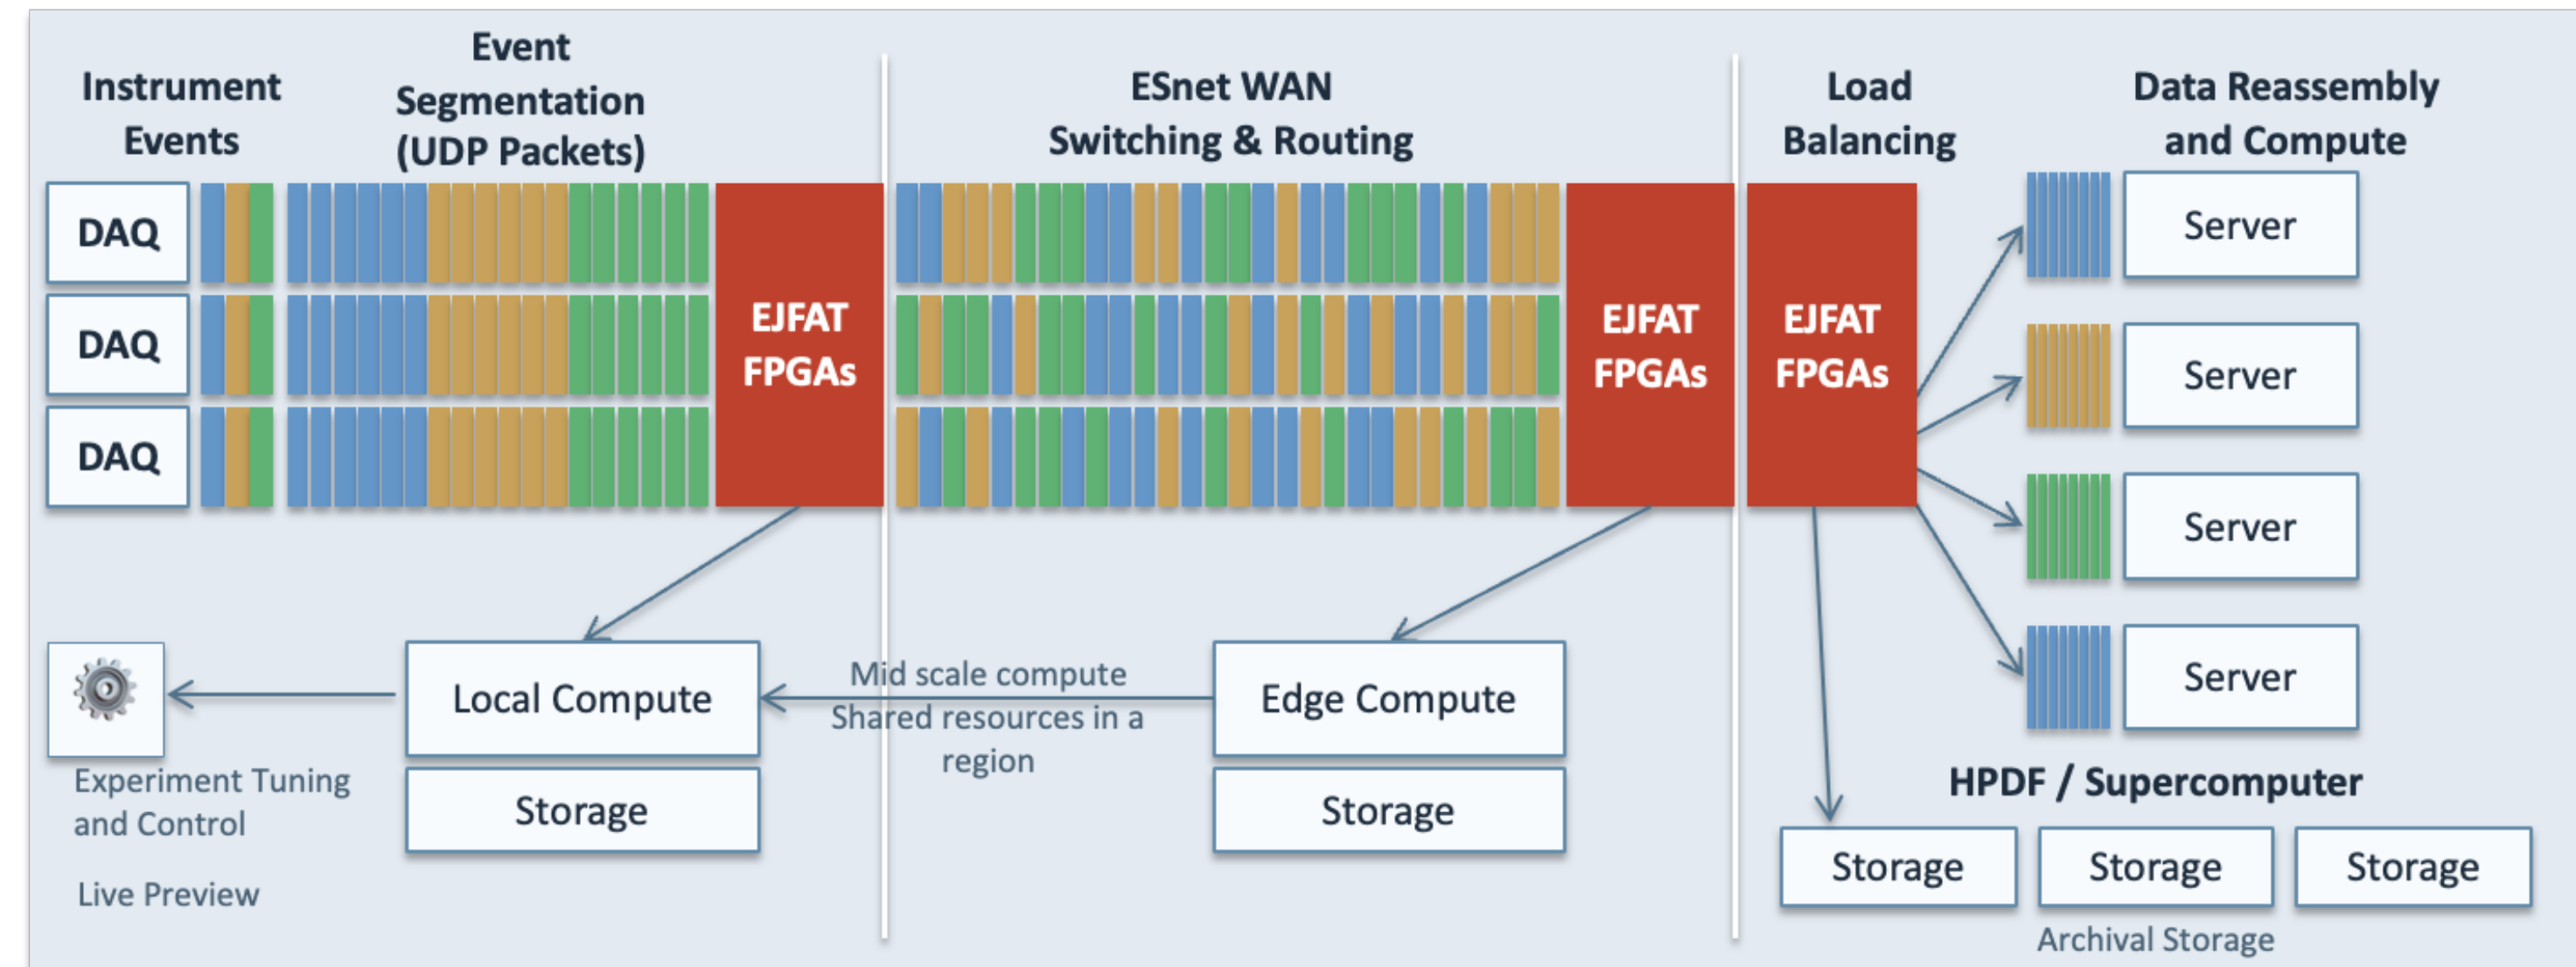 Instrument
Events
Event
Segmentation
(UDP Packets)
ESnet WAN
Switching & Routing
Load
Balancing
Data Reassembly
and Compute
DAQ
DAQ
DAQ
EJFAT
FPGAs
EJFAT
FPGAs
EJFAT
FPGAs
Server
Server
Server
Server
Local Compute
Storage
Mid scale compute
Shared resources in a
region
Edge Compute
Storage
Experiment Tuning
and Control
Live Preview
HPDF / Supercomputer
Storage
Storage
Storage
Archival Storage